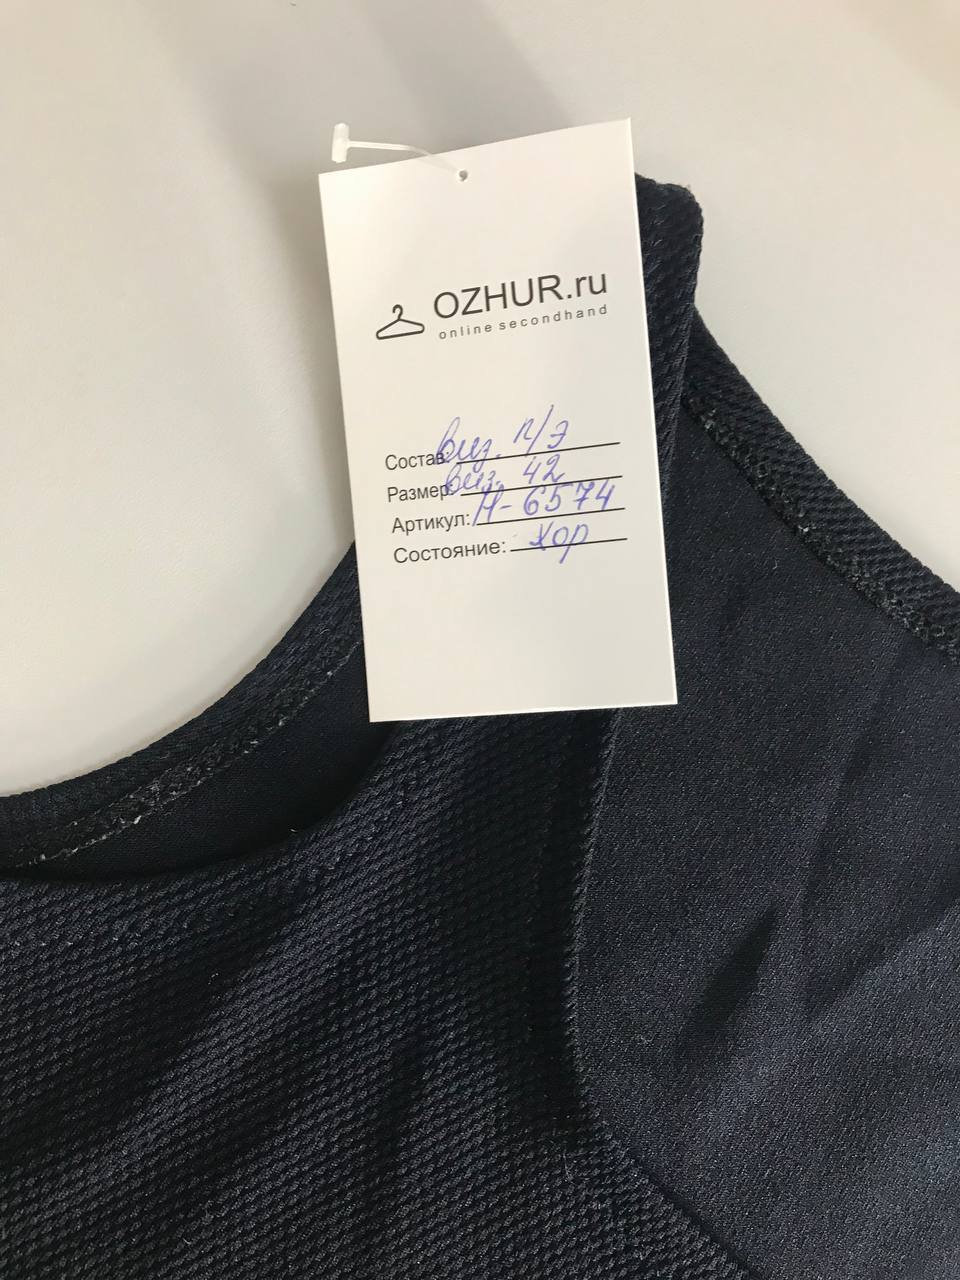 OZHUR.ru
online secondhand
Состав: виз. п/э
Размер: виз. 42
Артикул: Н-6574
Состояние: хор